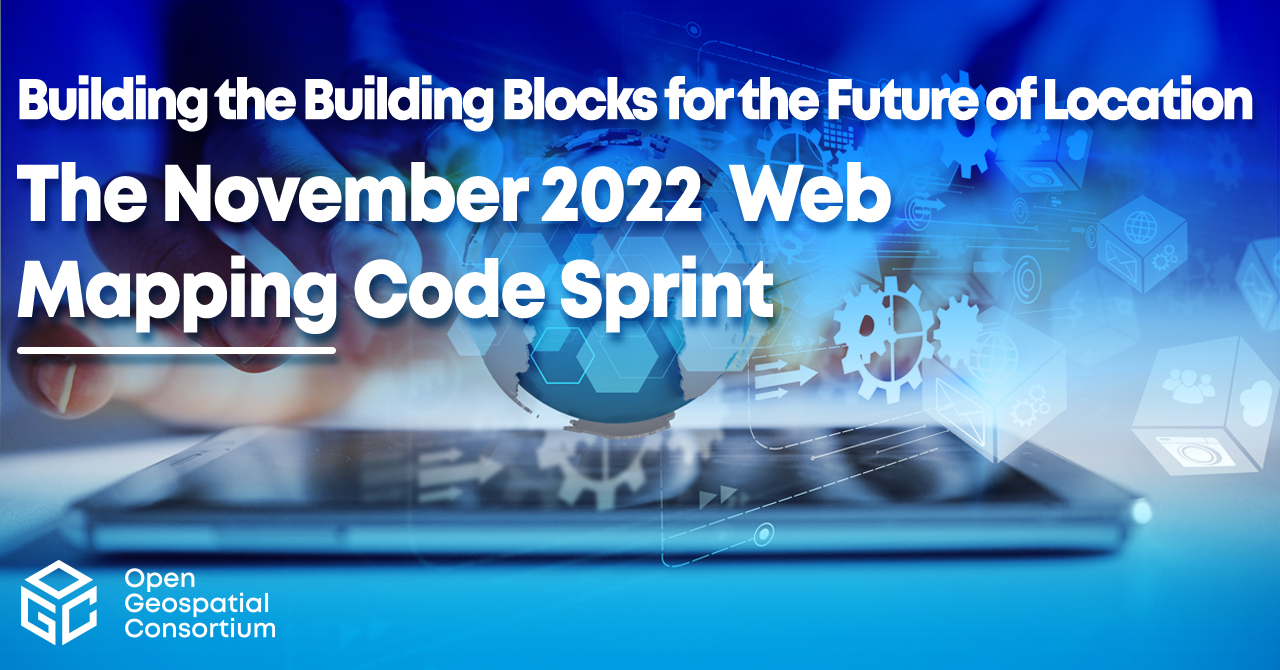 Building the Building Blocks for the Future of Location
The November 2022 Web
Mapping Code Sprint
OGC
Open
Geospatial
Consortium